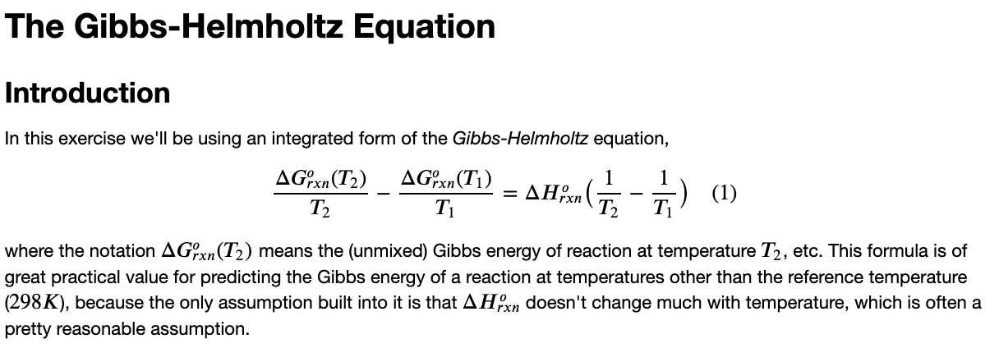 The Gibbs-Helmholtz Equation
Introduction
In this exercise we'll be using an integrated form of the Gibbs-Helmholtz equation,
$$\frac{\Delta G^o_{rxn}(T_2)}{T_2} - \frac{\Delta G^o_{rxn}(T_1)}{T_1} = \Delta H^o_{rxn}\left(\frac{1}{T_2} - \frac{1}{T_1}\right) \quad (1)$$
where the notation $\Delta G^o_{rxn}(T_2)$ means the (unmixed) Gibbs energy of reaction at temperature $T_2$, etc. This formula is of
great practical value for predicting the Gibbs energy of a reaction at temperatures other than the reference temperature
($298K$), because the only assumption built into it is that $\Delta H^o_{rxn}$ doesn't change much with temperature, which is often a
pretty reasonable assumption.